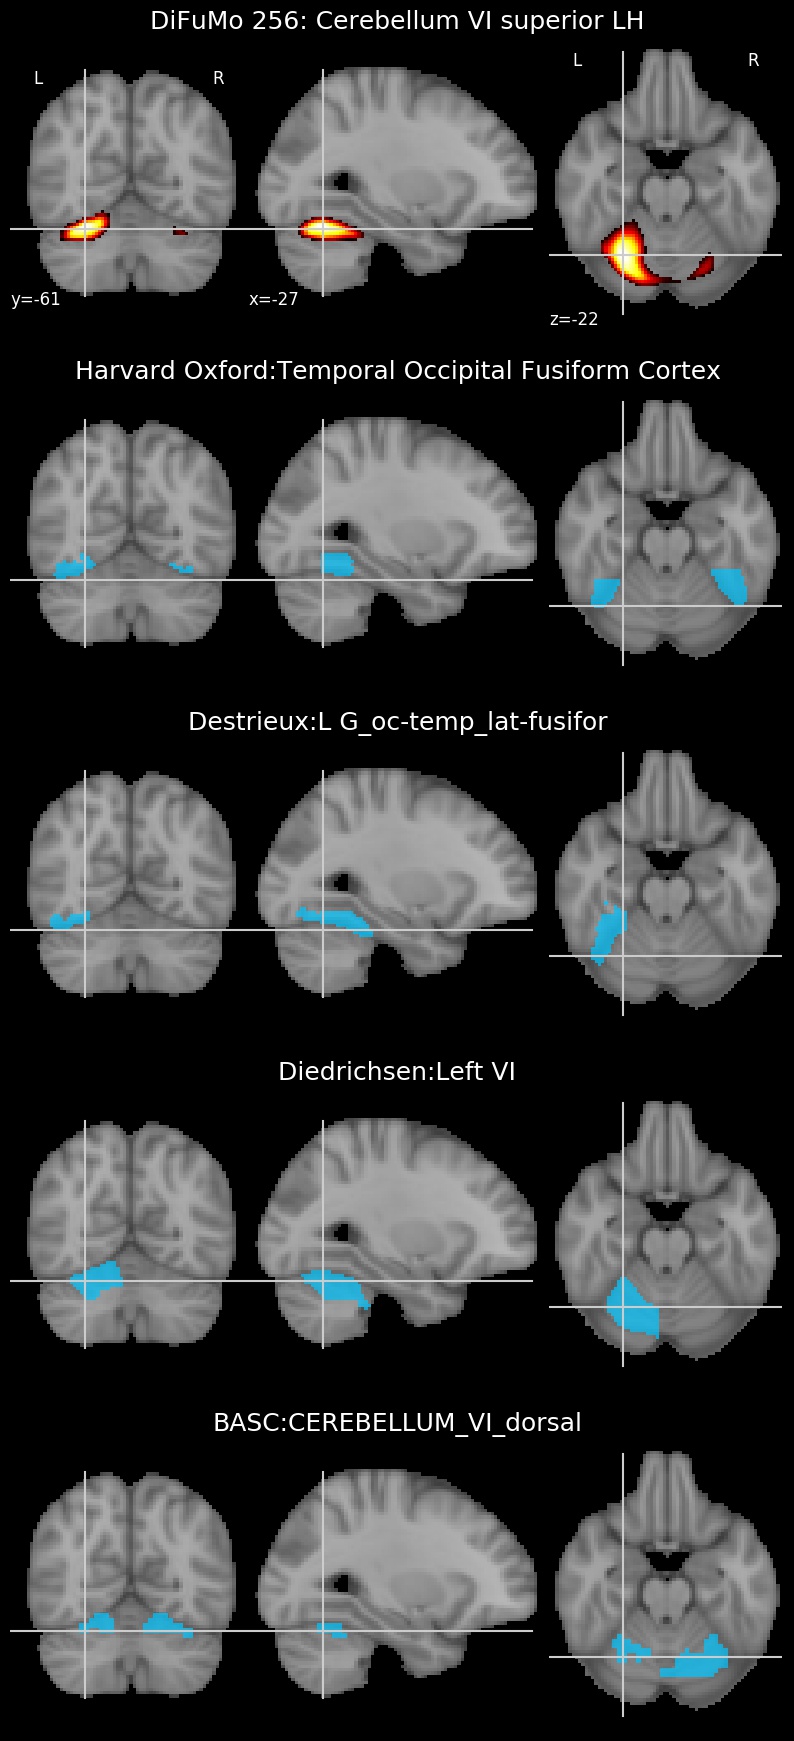 DiFuMo 256: Cerebellum VI superior LH
L R L R
y=-61 x=-27 z=-22
Harvard Oxford:Temporal Occipital Fusiform Cortex
Destrieux:L G_oc-temp_lat-fusifor
Diedrichsen:Left VI
BASC:CEREBELLUM_VI_dorsal